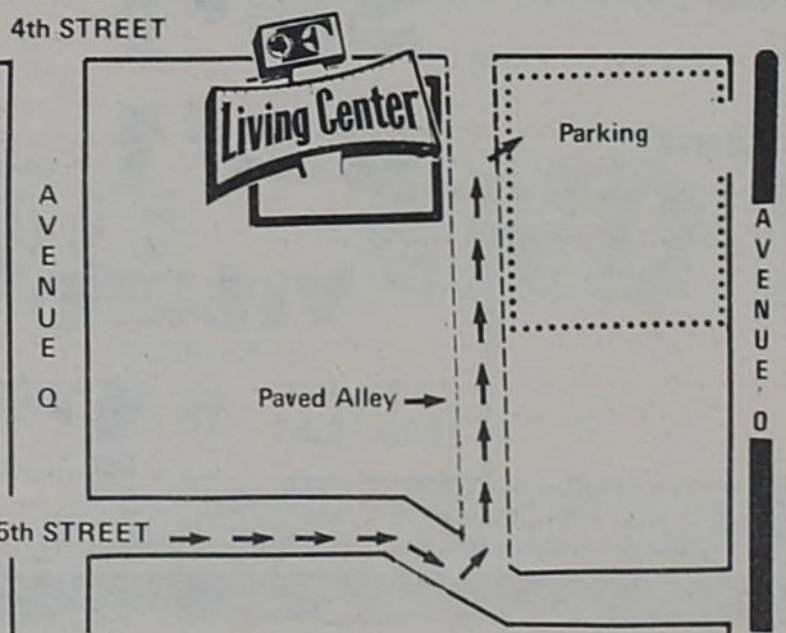 4th STREET
Living Center
Parking
AVENUE Q
AVENUE O
Paved Alley
5th STREET